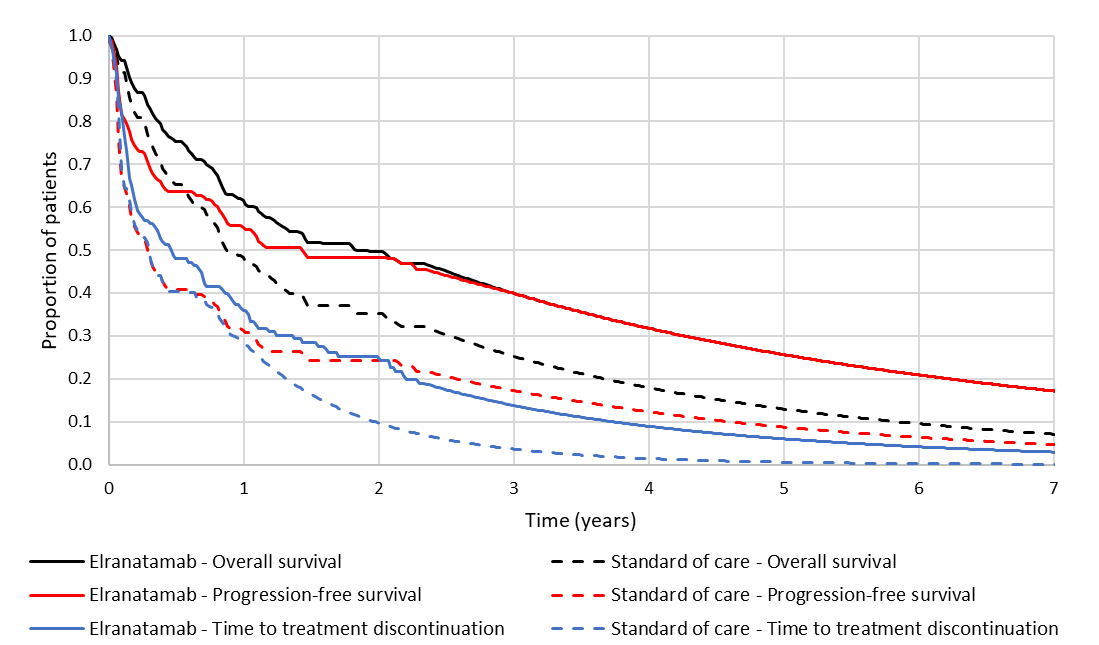 1.0
0.9
0.8
0.7
0.6
0.5
0.4
0.3
0.2
0.1
0.0
Proportion of patients
0 1 2 3 4 5 6 7
Time (years)
Elranatamab - Overall survival
Standard of care - Overall survival
Elranatamab - Progression-free survival
Standard of care - Progression-free survival
Elranatamab - Time to treatment discontinuation
Standard of care - Time to treatment discontinuation